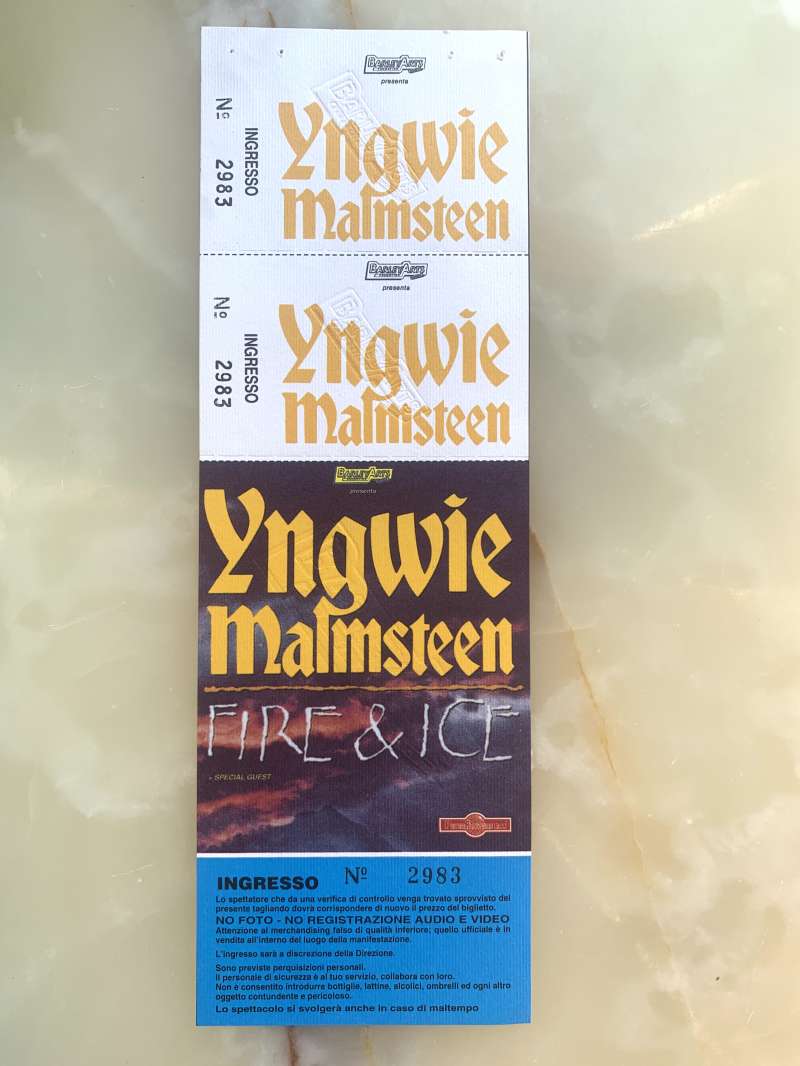 BARLEY ARTS
presenta
Nº 2983
INGRESSO
Yngwie
Malmsteen
BARLEY ARTS
presenta
Nº 2983
INGRESSO
Yngwie
Malmsteen
BARLEY ARTS
presenta
Yngwie
Malmsteen
FIRE & ICE
+ SPECIAL GUEST
INGRESSO Nº 2983
Lo spettatore che da una verifica di controllo venga trovato sprovvisto del
presente tagliando dovrà corrispondere di nuovo il prezzo del biglietto.
NO FOTO - NO REGISTRAZIONE AUDIO E VIDEO
Attenzione al merchandising falso di qualità inferiore; quello ufficiale è in
vendita all'interno del luogo della manifestazione.
L'ingresso sarà a discrezione della Direzione.
Sono previste perquisizioni personali.
Il personale di sicurezza è al tuo servizio, collabora con loro.
Non è consentito introdurre bottiglie, lattine, alcolici, ombrelli ed ogni altro
oggetto contundente e pericoloso.
Lo spettacolo si svolgerà anche in caso di maltempo